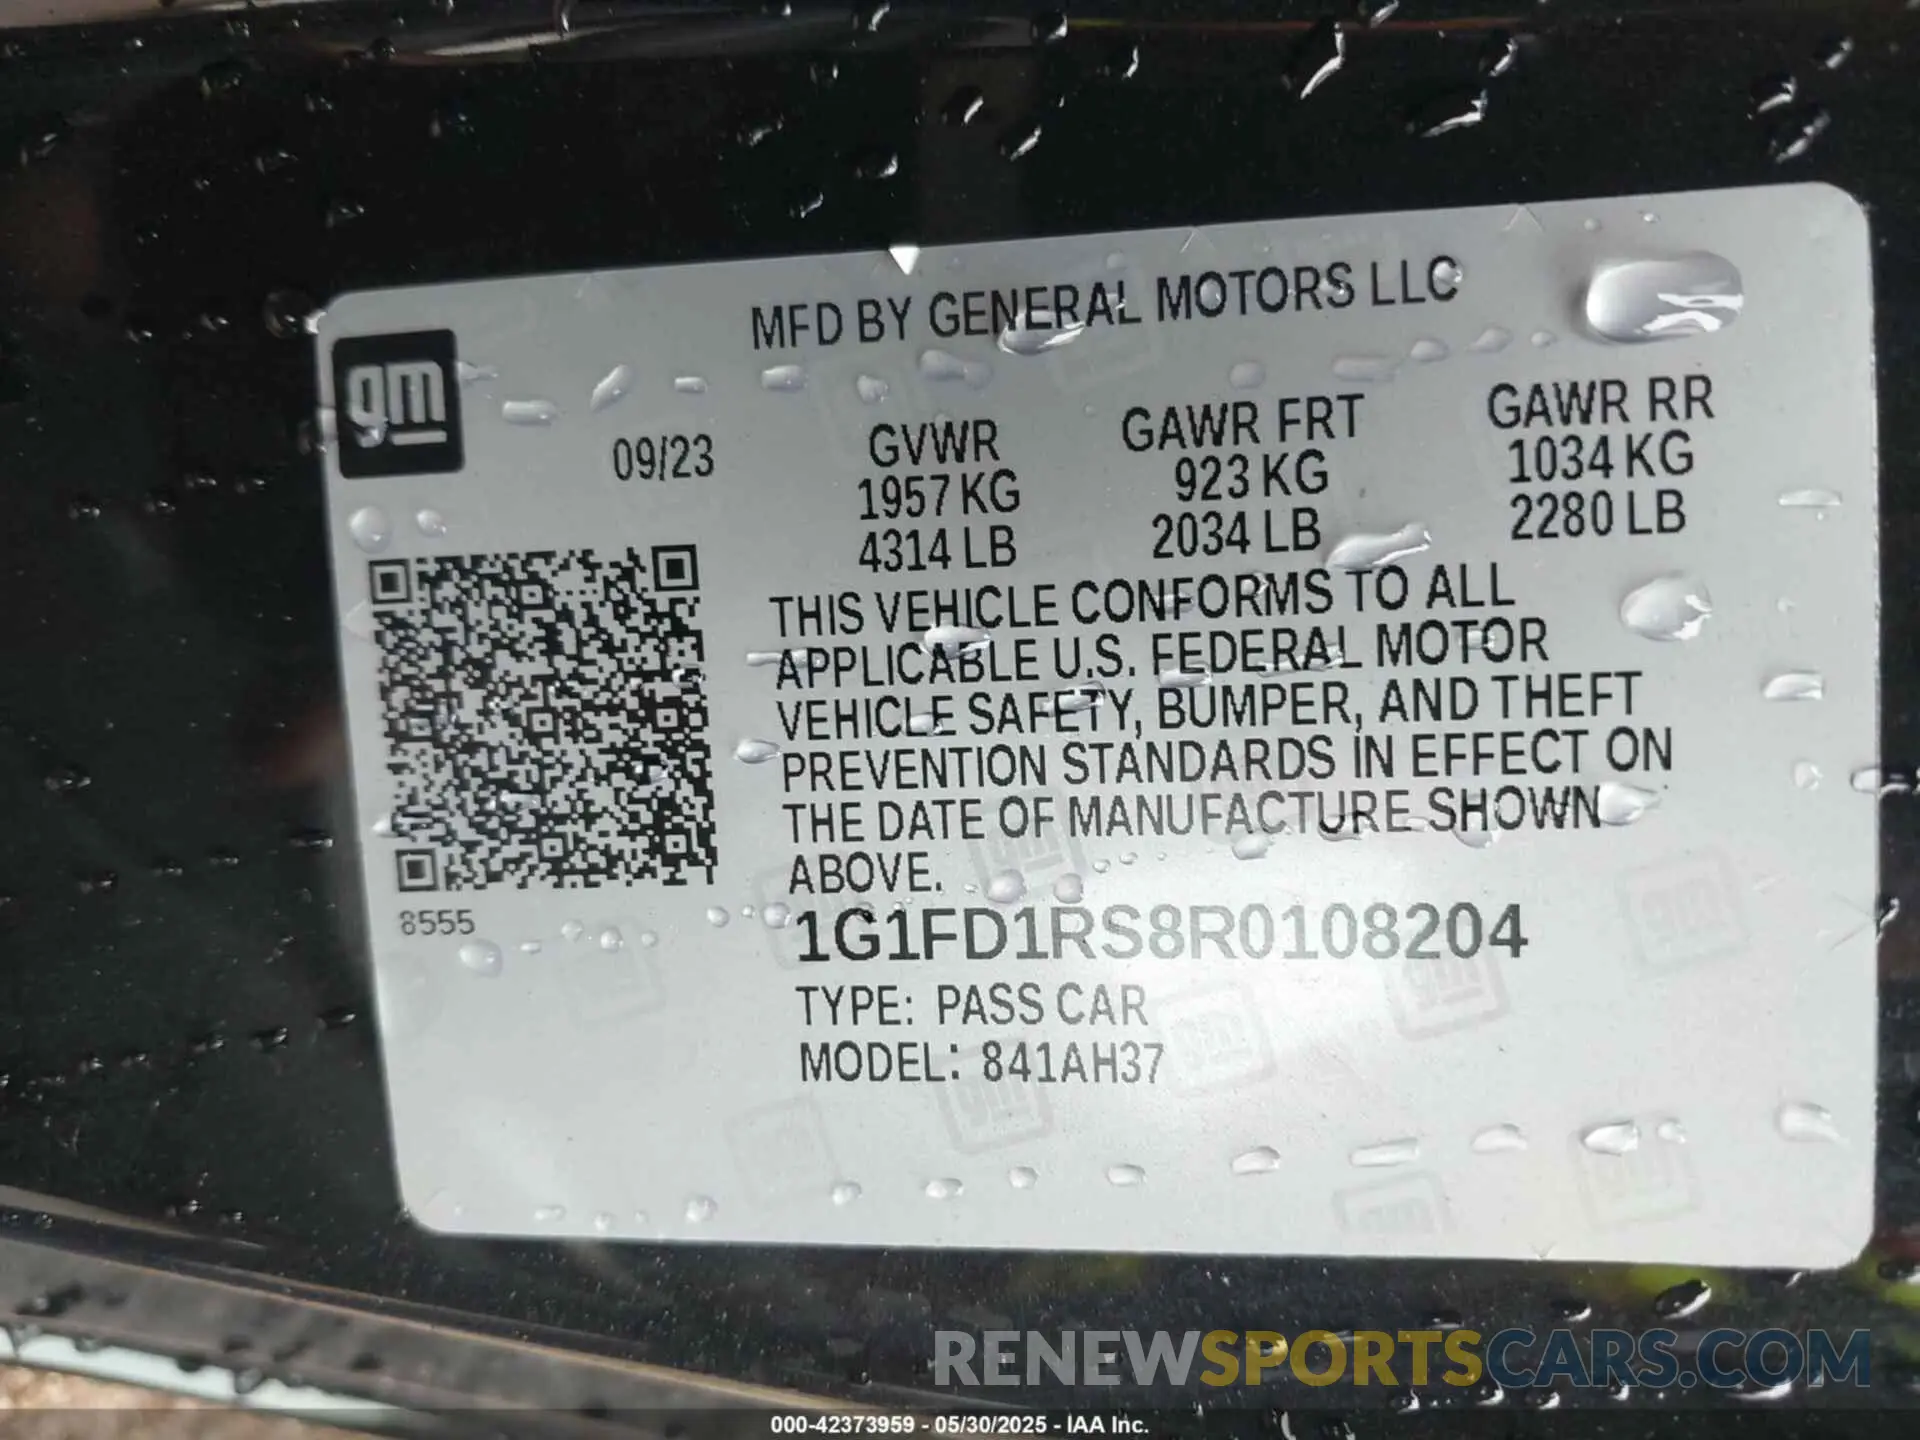 MFD BY GENERAL MOTORS LLC
gm
09/23
GVWR GAWR FRT GAWR RR
1957 KG 923 KG 1034 KG
4314 LB 2034 LB 2280 LB
THIS VEHICLE CONFORMS TO ALL
APPLICABLE U.S. FEDERAL MOTOR
VEHICLE SAFETY, BUMPER, AND THEFT
PREVENTION STANDARDS IN EFFECT ON
THE DATE OF MANUFACTURE SHOWN
ABOVE.
8555
1G1FD1RS8R0108204
TYPE: PASS CAR
MODEL: 841AH37
RENEWSPORTSCARS.COM
000-42373959 - 05/30/2025 - IAA Inc.